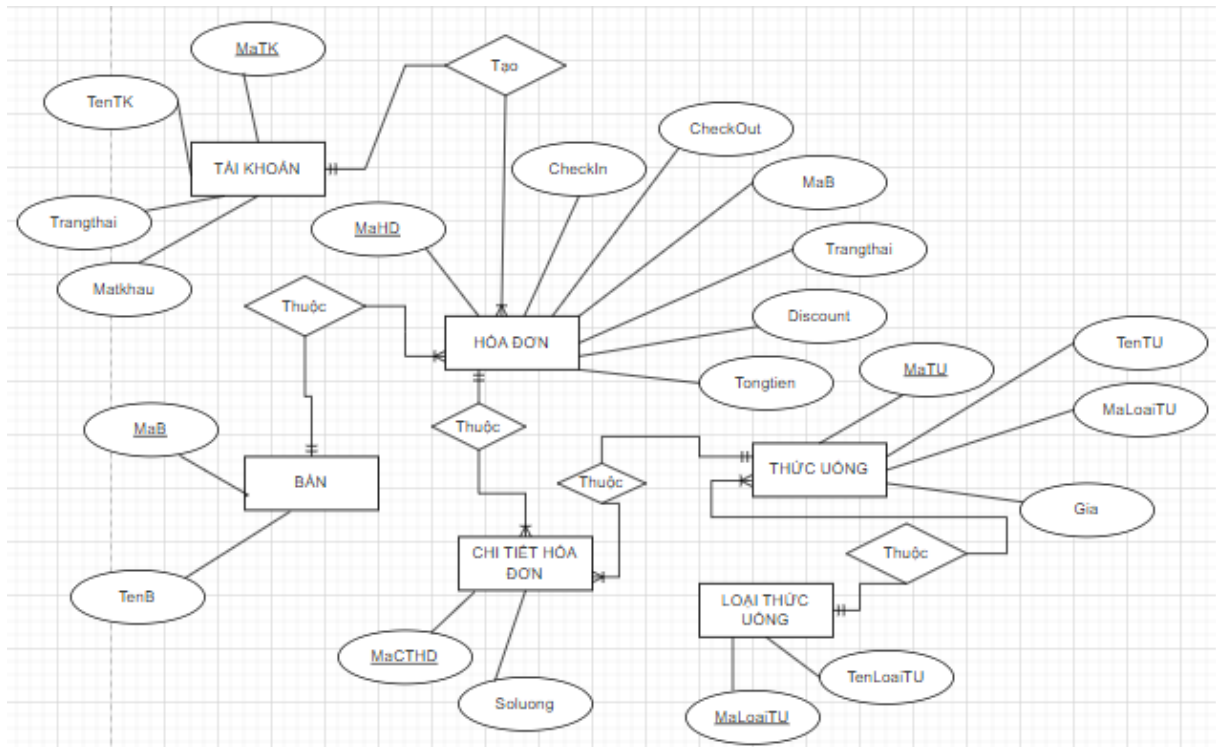 MaTK
Tạo
TenTK
CheckOut
TÀI KHOẢN
CheckIn
MaB
Trangthai
MaHD
Trangthai
Matkhau
Thuộc
Discount
HÓA ĐƠN
TenTU
MaTU
Tongtien
MaLoaiTU
MaB
Thuộc
THỨC UỐNG
BÀN
Thuộc
Gia
Thuộc
CHI TIẾT HÓA
ĐƠN
TenB
LOẠI THỨC
UỐNG
MaCTHD
TenLoaiTU
Soluong
MaLoaiTU